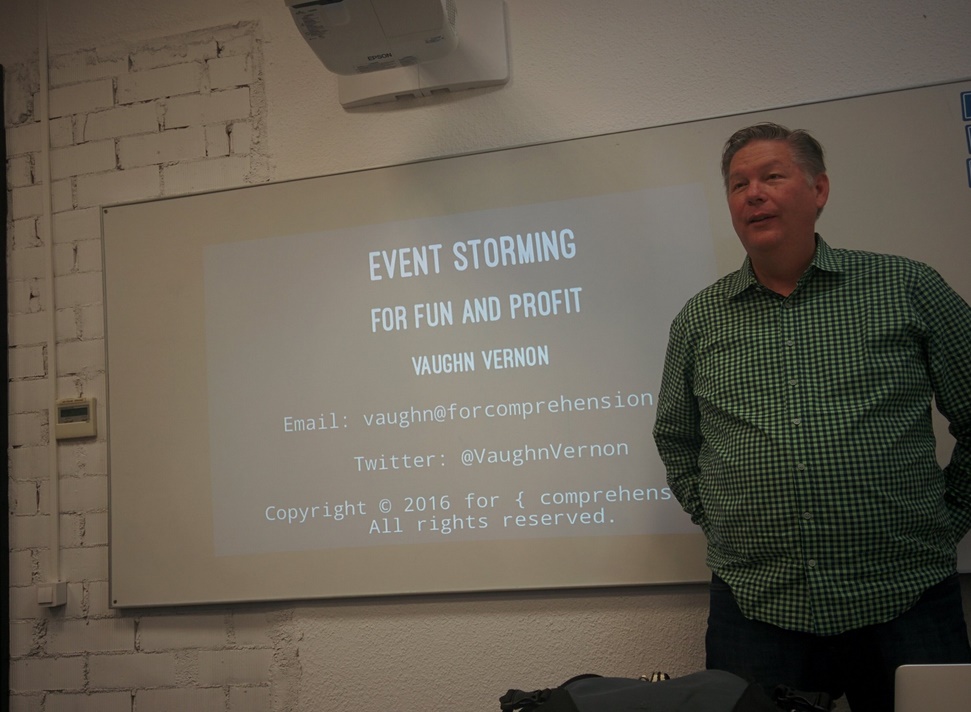 EPSON
EVENT STORMING
FOR FUN AND PROFIT
VAUGHN VERNON
Email: vaughn@forcomprehension.
Twitter: @VaughnVernon
Copyright © 2016 for { comprehens
All rights reserved.